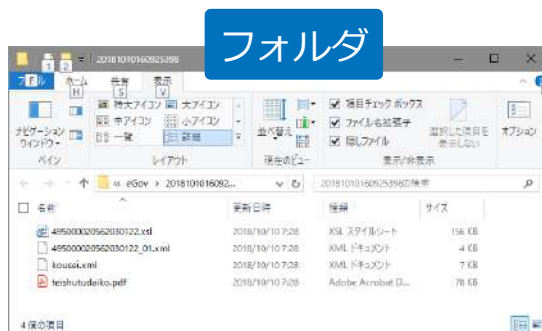 フォルダ
20181010160925398
1 2
ファイル ホーム 共有 表示
F H S V
ナビゲーション
ウィンドウ
特大アイコン 大アイコン
中アイコン 小アイコン
一覧 詳細
並べ替え
項目チェック ボックス
ファイル名拡張子
隠しファイル
選択した項目を
表示しない
オプション
ペイン レイアウト 現在のビュー 表示/非表示
« eGov > 2018101016092... 20181010160925398の検索
名前 更新日時 種類 サイズ
495000020562030122.xsl 2018/10/10 7:28 XSL スタイルシート 156 KB
495000020562030122_01.xml 2018/10/10 7:28 XML ドキュメント 4 KB
kousei.xml 2018/10/10 7:28 XML ドキュメント 7 KB
teishutudaiko.pdf 2018/10/10 7:28 Adobe Acrobat D... 78 KB
4 個の項目